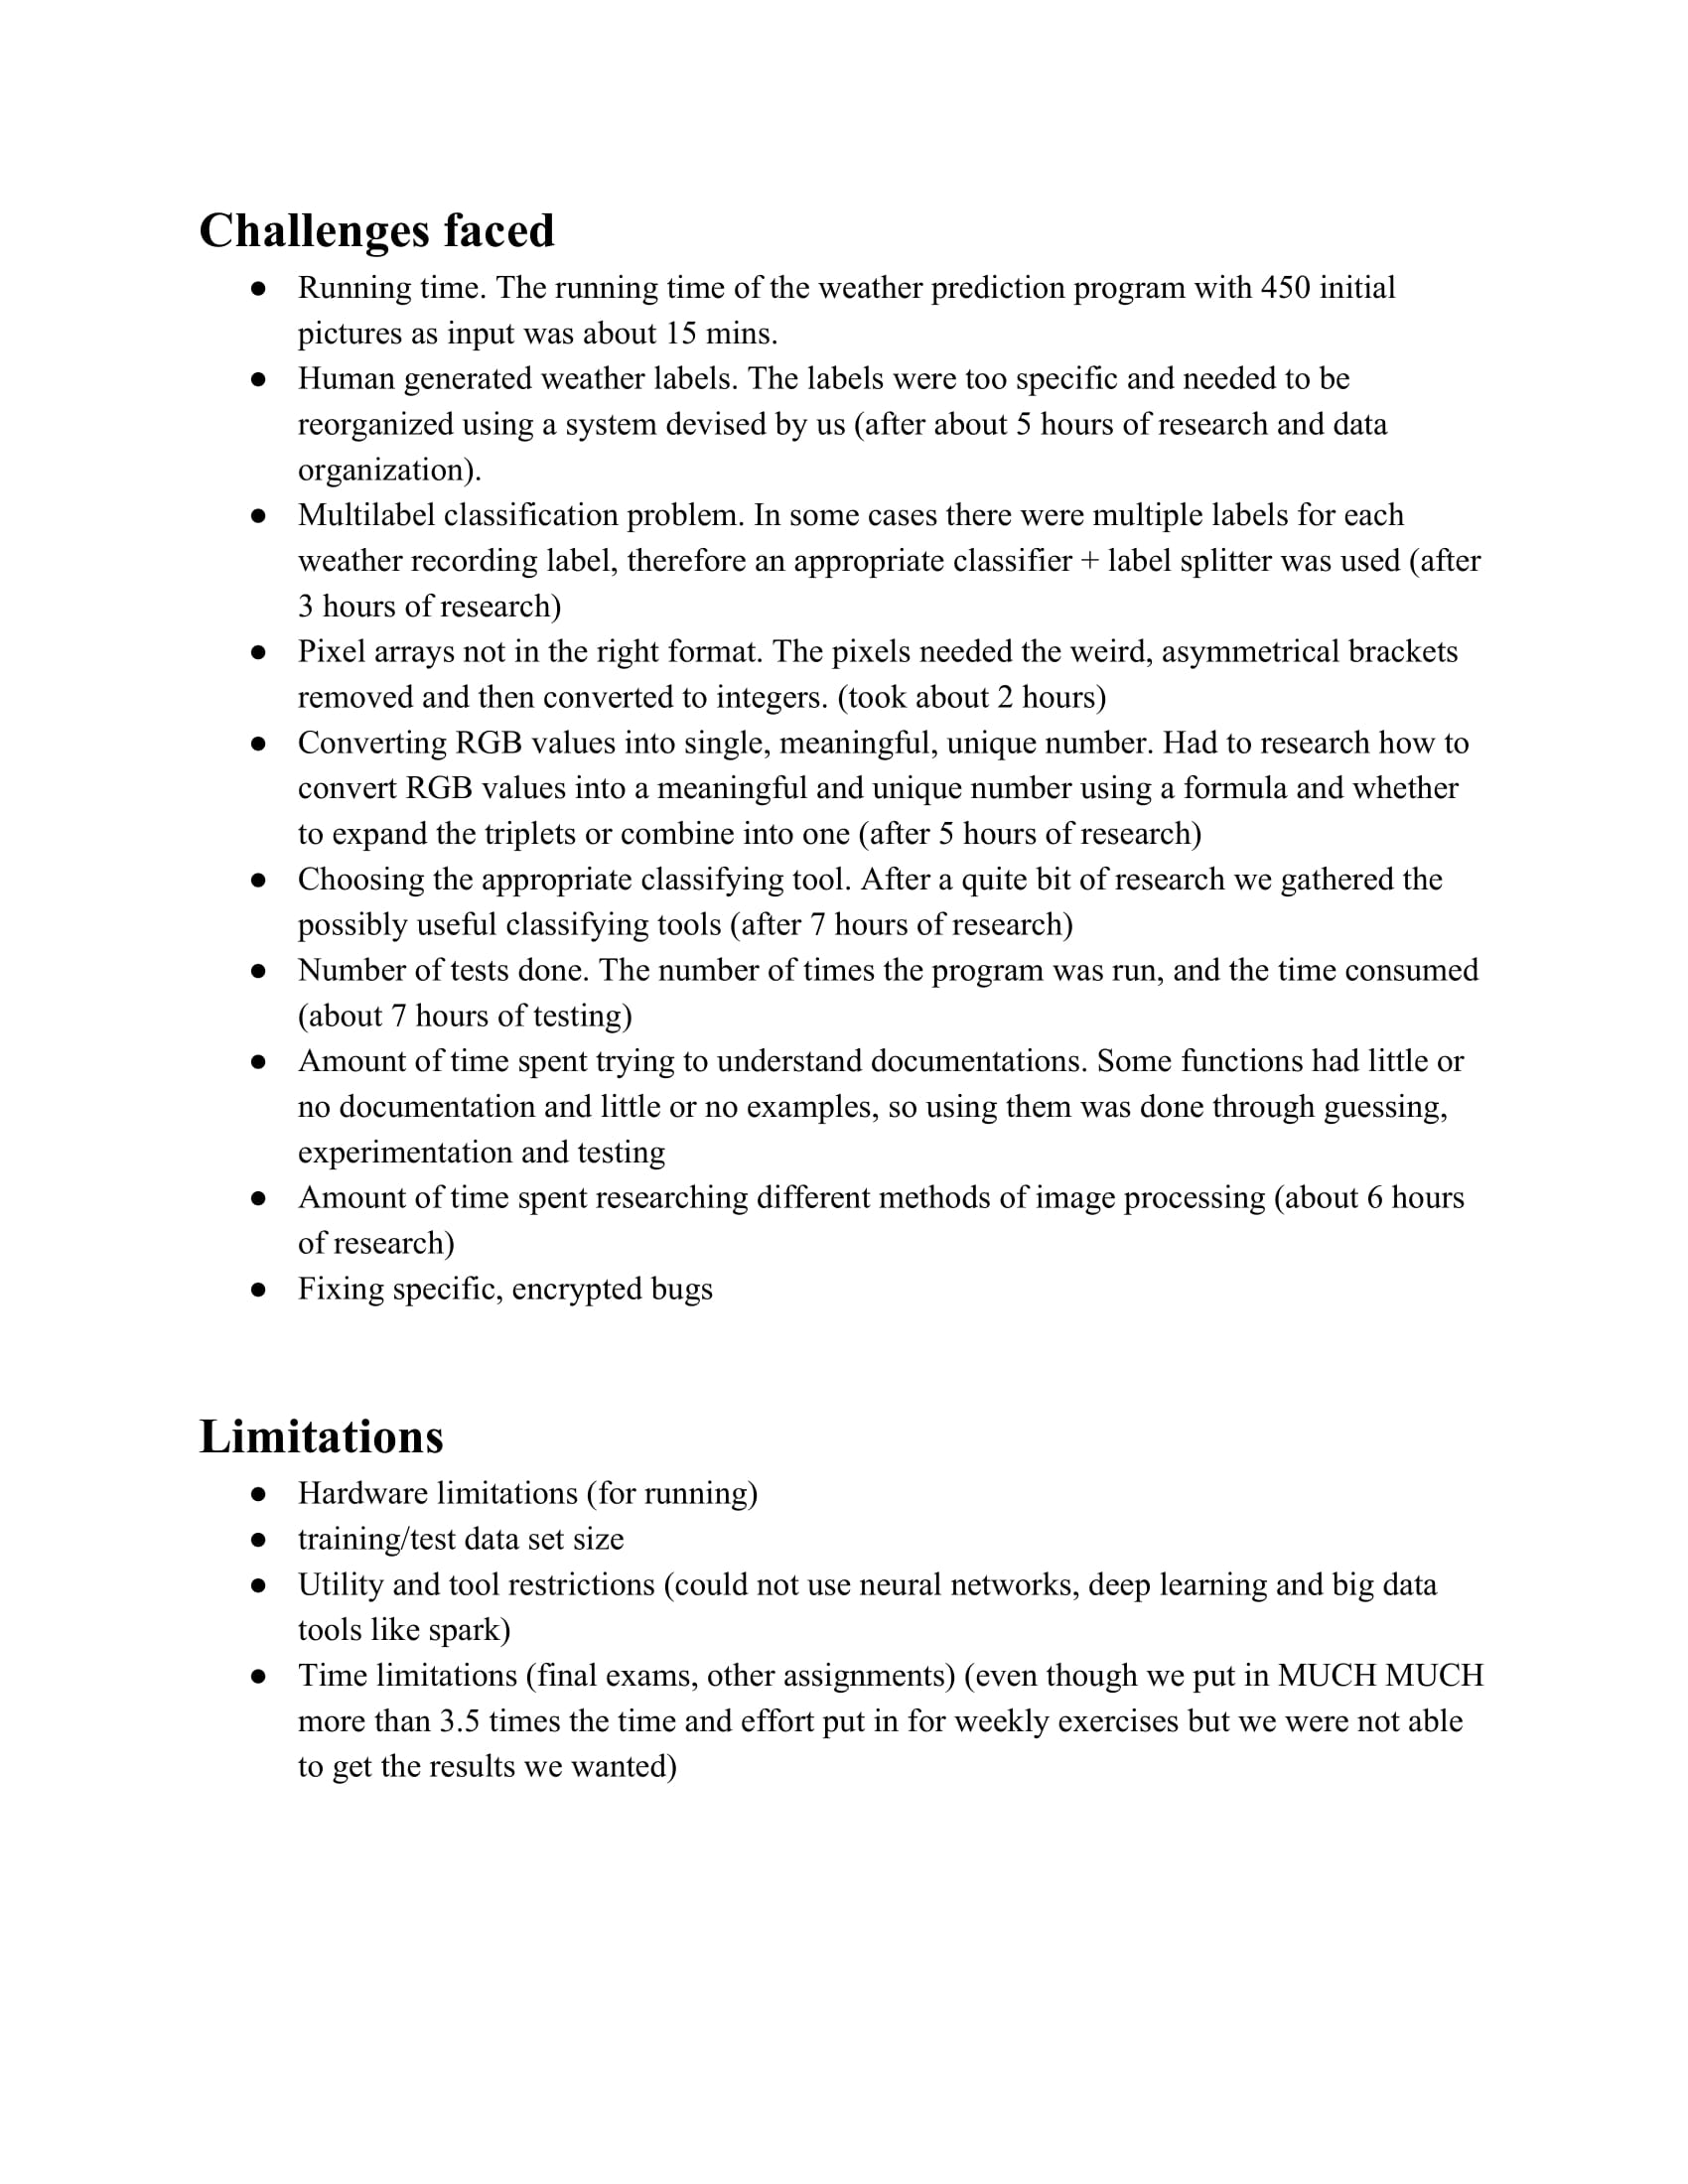 Challenges faced
● Running time. The running time of the weather prediction program with 450 initial
pictures as input was about 15 mins.
● Human generated weather labels. The labels were too specific and needed to be
reorganized using a system devised by us (after about 5 hours of research and data
organization).
● Multilabel classification problem. In some cases there were multiple labels for each
weather recording label, therefore an appropriate classifier + label splitter was used (after
3 hours of research)
● Pixel arrays not in the right format. The pixels needed the weird, asymmetrical brackets
removed and then converted to integers. (took about 2 hours)
● Converting RGB values into single, meaningful, unique number. Had to research how to
convert RGB values into a meaningful and unique number using a formula and whether
to expand the triplets or combine into one (after 5 hours of research)
● Choosing the appropriate classifying tool. After a quite bit of research we gathered the
possibly useful classifying tools (after 7 hours of research)
● Number of tests done. The number of times the program was run, and the time consumed
(about 7 hours of testing)
● Amount of time spent trying to understand documentations. Some functions had little or
no documentation and little or no examples, so using them was done through guessing,
experimentation and testing
● Amount of time spent researching different methods of image processing (about 6 hours
of research)
● Fixing specific, encrypted bugs
Limitations
● Hardware limitations (for running)
● training/test data set size
● Utility and tool restrictions (could not use neural networks, deep learning and big data
tools like spark)
● Time limitations (final exams, other assignments) (even though we put in MUCH MUCH
more than 3.5 times the time and effort put in for weekly exercises but we were not able
to get the results we wanted)